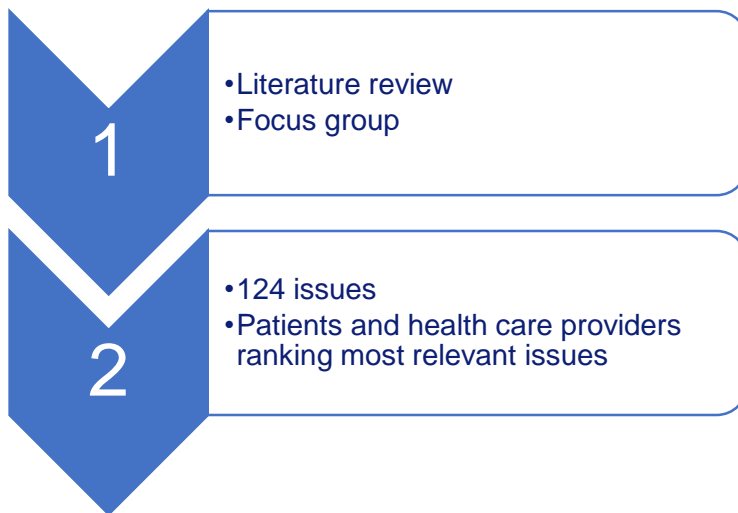 1
•Literature review
•Focus group
2
•124 issues
•Patients and health care providers
ranking most relevant issues